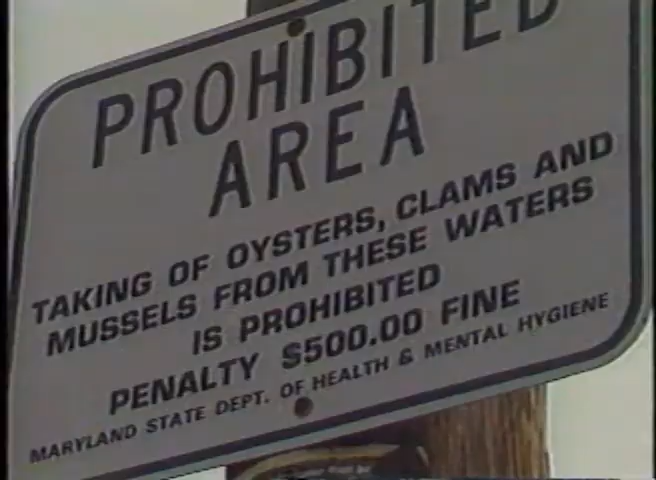 PROHIBITED
AREA
TAKING OF OYSTERS, CLAMS AND
MUSSELS FROM THESE WATERS
IS PROHIBITED
PENALTY $500.00 FINE
MARYLAND STATE DEPT. OF HEALTH & MENTAL HYGIENE